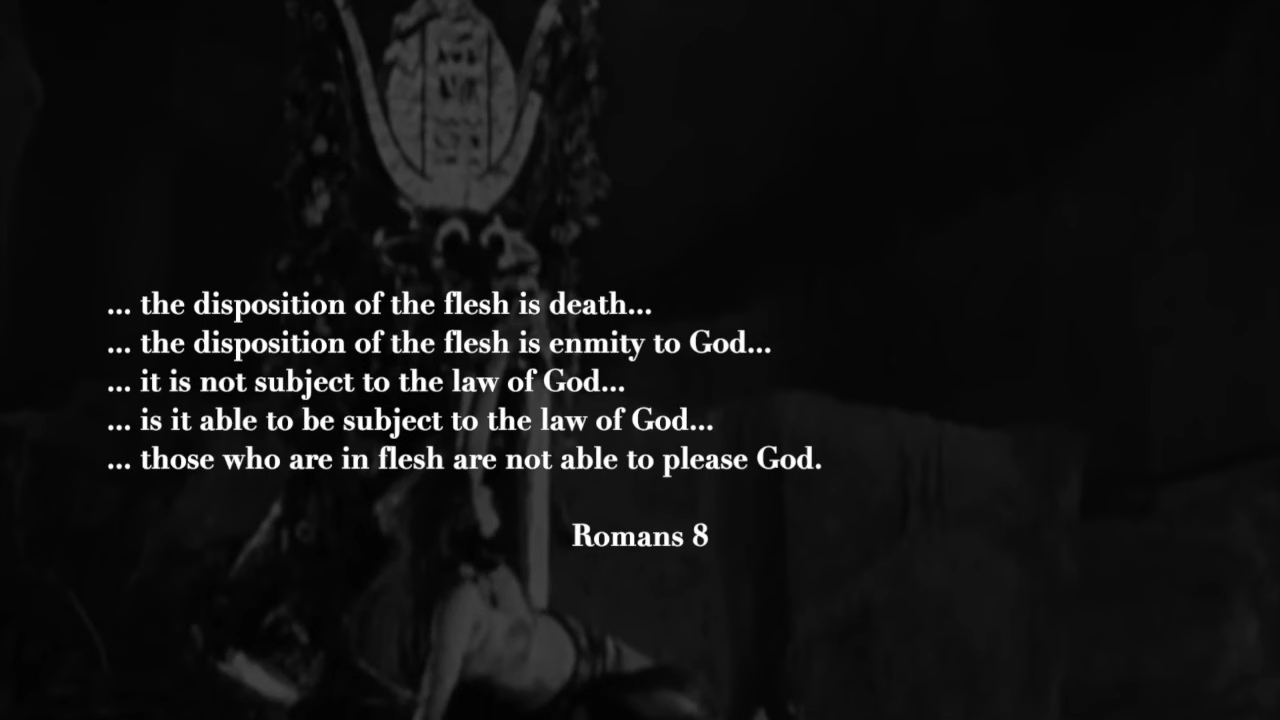 ... the disposition of the flesh is death...
... the disposition of the flesh is enmity to God...
... it is not subject to the law of God...
... is it able to be subject to the law of God...
... those who are in flesh are not able to please God.
Romans 8